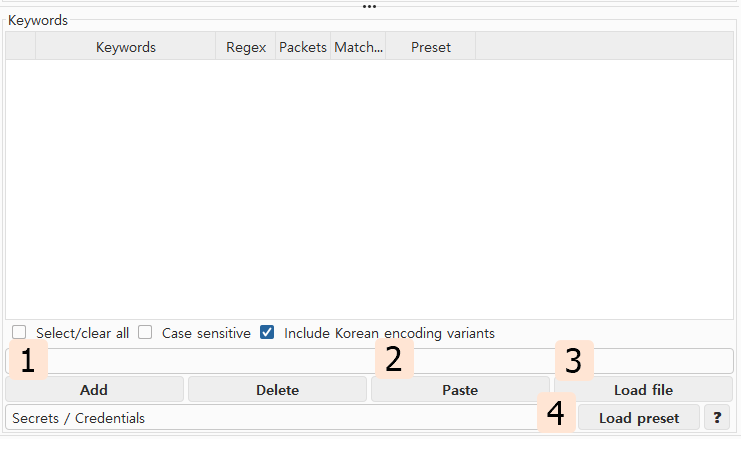 •••
Keywords
Keywords Regex Packets Match... Preset
Select/clear all Case sensitive Include Korean encoding variants
1 2 3
Add Delete Paste Load file
Secrets / Credentials 4 Load preset ?